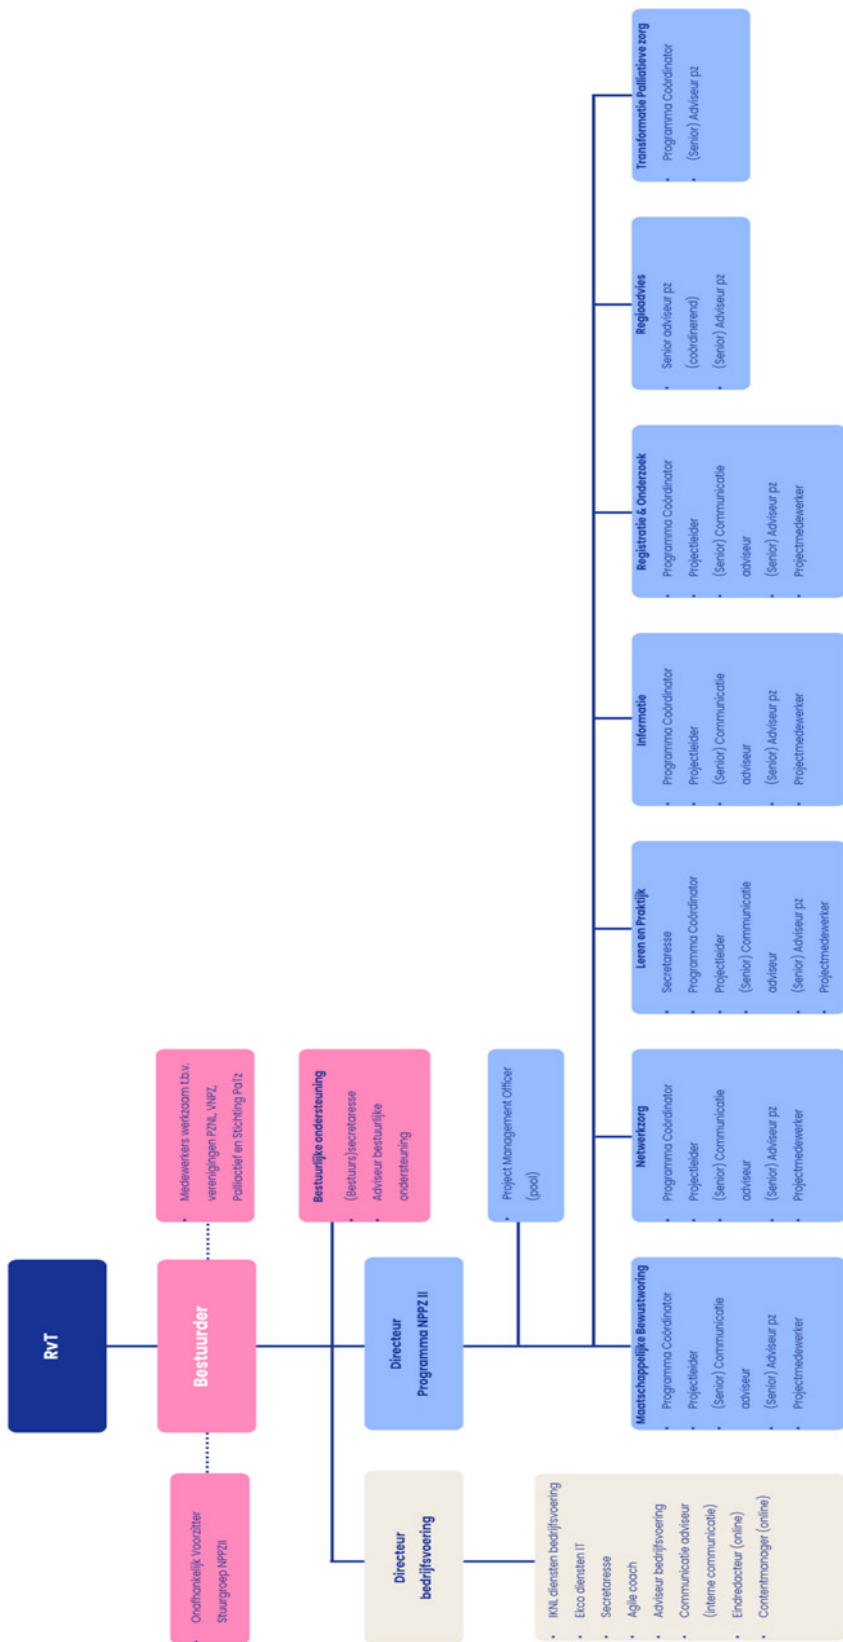 RvT
Onafhankelijk Voorzitter
Stuurgroep NPPZII
Bestuurder
Medewerkers werkzaam t.b.v.
verenigingen PZNL, VNPZ,
Palliactief en Stichting PaTz
Bestuurlijke ondersteuning
(Bestuurs)secretaresse
Adviseur bestuurlijke
ondersteuning
Directeur
bedrijfsvoering
Directeur
Programma NPPZ II
Project Management Officer
(pool)
IKNL diensten bedrijfsvoering
Ekco diensten IT
Secretaresse
Agile coach
Adviseur bedrijfsvoering
Communicatie adviseur
(interne communicatie)
Eindredacteur (online)
Contentmanager (online)
Maatschappelijke Bewustworing
Programma Coördinator
Projectleider
(Senior) Communicatie
adviseur
(Senior) Adviseur pz
Projectmedewerker
Netwerkzorg
Programma Coördinator
Projectleider
(Senior) Communicatie
adviseur
(Senior) Adviseur pz
Projectmedewerker
Leren en Praktijk
Secretaresse
Programma Coördinator
Projectleider
(Senior) Communicatie
adviseur
(Senior) Adviseur pz
Projectmedewerker
Informatie
Programma Coördinator
Projectleider
(Senior) Communicatie
adviseur
(Senior) Adviseur pz
Projectmedewerker
Registratie & Onderzoek
Programma Coördinator
Projectleider
(Senior) Communicatie
adviseur
(Senior) Adviseur pz
Projectmedewerker
Regioadvies
Senior adviseur pz
(coördinerend)
(Senior) Adviseur pz
Transformatie Palliatieve zorg
Programma Coördinator
(Senior) Adviseur pz